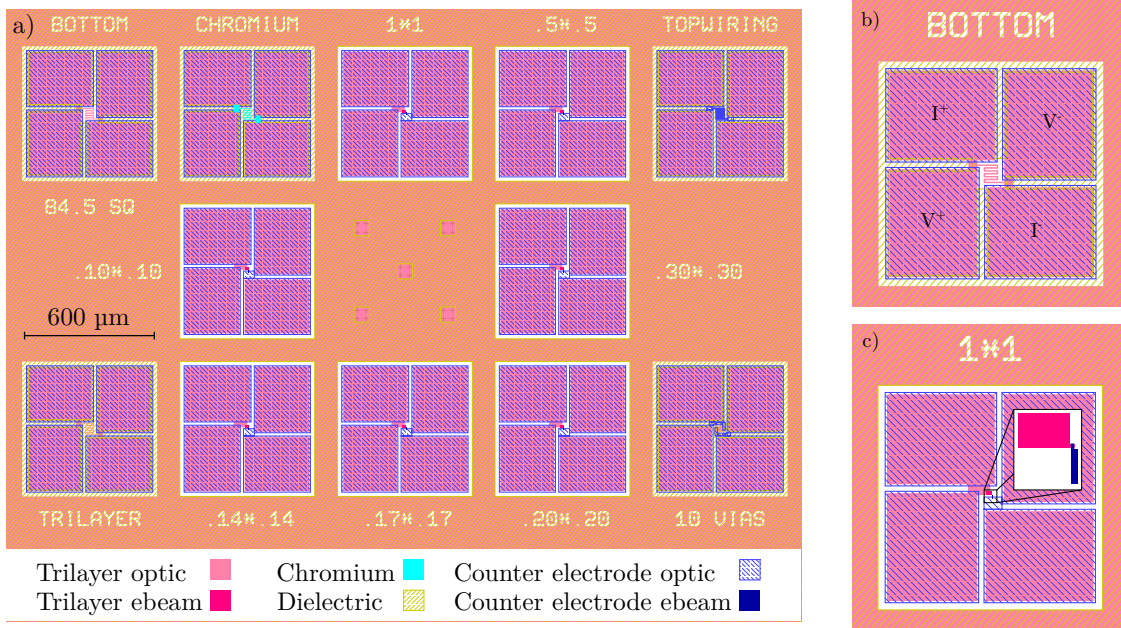 a)
BOTTOM CHROMIUM 1*1 .5*.5 TOPWIRING
84.5 SQ
.10*.10 .30*.30
600 µm
TRILAYER .14*.14 .17*.17 .20*.20 10 VIAS
Trilayer optic Chromium Counter electrode optic
Trilayer ebeam Dielectric Counter electrode ebeam
b)
BOTTOM
I+ V-
V+ I-
c)
1*1